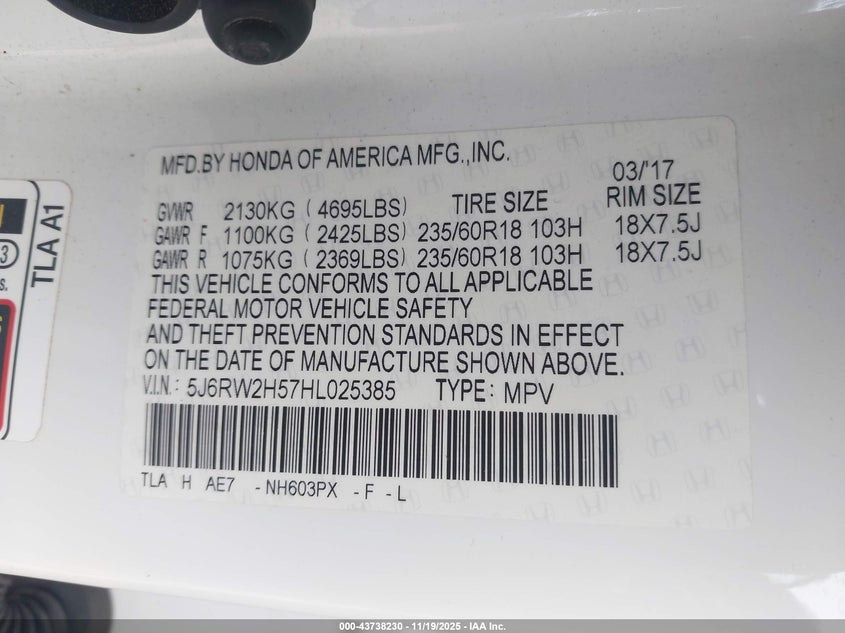 MFD.BY HONDA OF AMERICA MFG.,INC.
03/'17
GVWR 2130KG (4695LBS) TIRE SIZE RIM SIZE
GAWR F 1100KG (2425LBS) 235/60R18 103H 18X7.5J
GAWR R 1075KG (2369LBS) 235/60R18 103H 18X7.5J
THIS VEHICLE CONFORMS TO ALL APPLICABLE
FEDERAL MOTOR VEHICLE SAFETY
AND THEFT PREVENTION STANDARDS IN EFFECT
ON THE DATE OF MANUFACTURE SHOWN ABOVE.
V.I.N.: 5J6RW2H57HL025385 TYPE: MPV
TLA H AE7 -NH603PX -F -L
TLA A1
3
s.
000-43738230 - 11/19/2025 - IAA Inc.